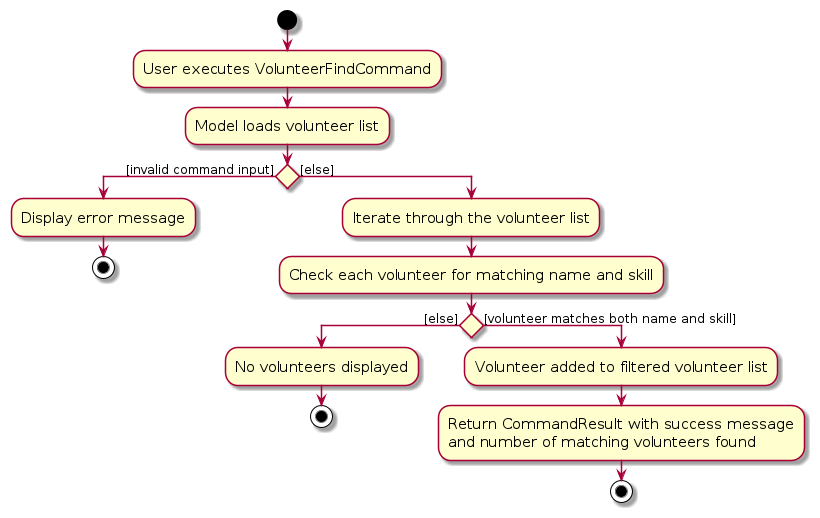 User executes VolunteerFindCommand
Model loads volunteer list
[invalid command input]
[else]
Display error message
Iterate through the volunteer list
Check each volunteer for matching name and skill
[else]
[volunteer matches both name and skill]
No volunteers displayed
Volunteer added to filtered volunteer list
Return CommandResult with success message
and number of matching volunteers found